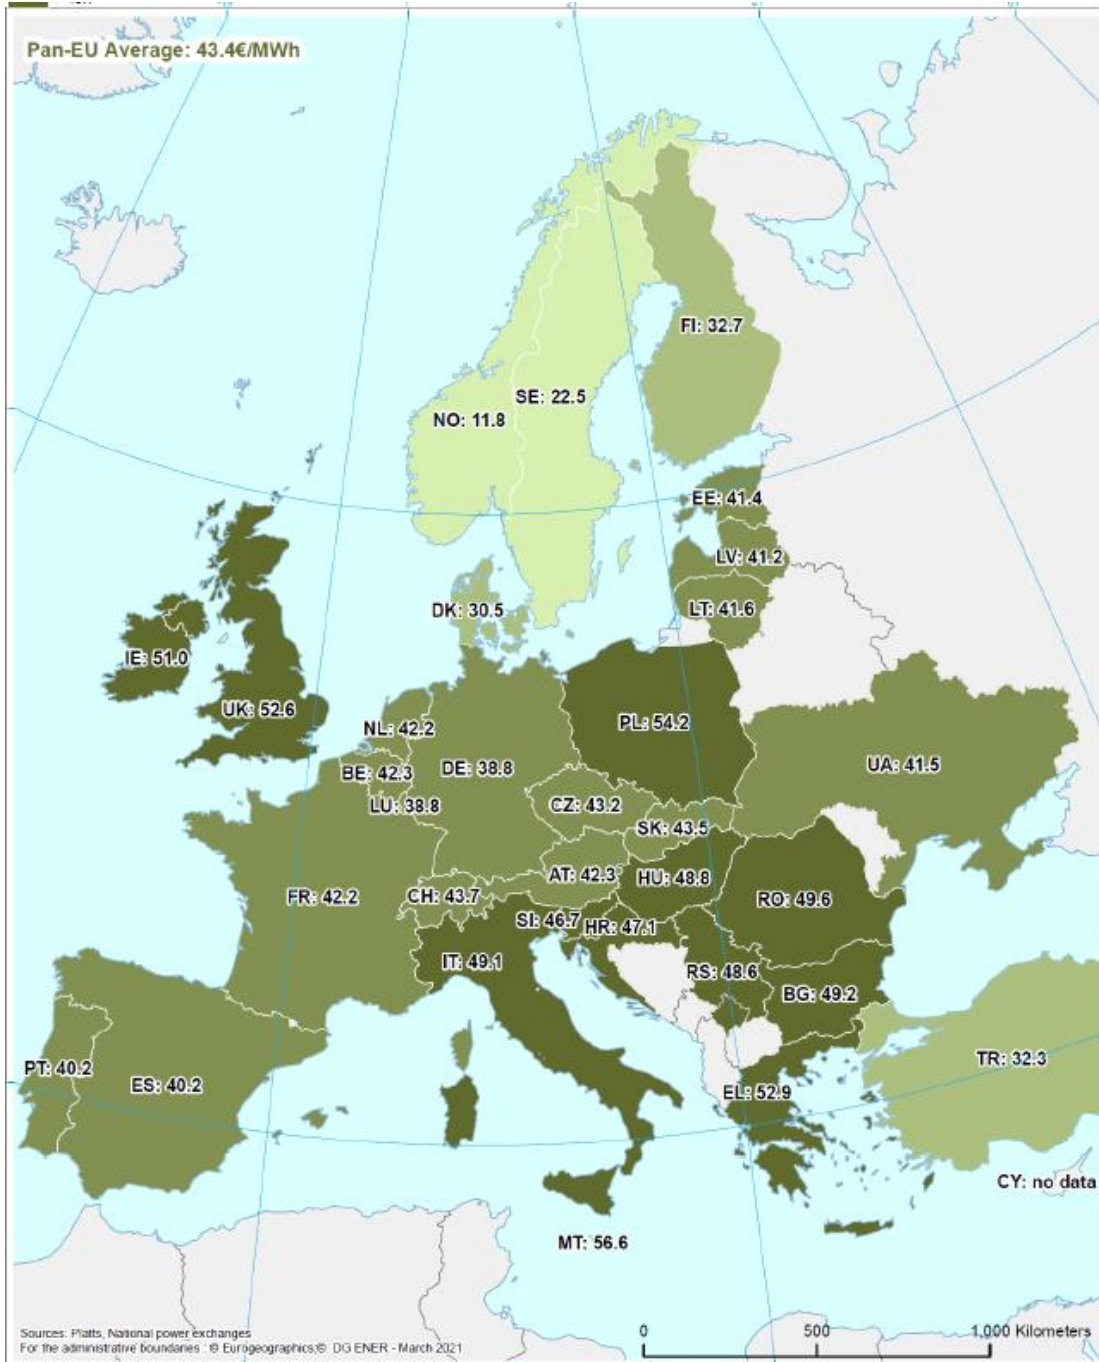 Pan-EU Average: 43.4€/MWh
FI: 32.7
SE: 22.5
NO: 11.8
EE: 41.4
LV: 41.2
DK: 30.5
LT: 41.6
IE: 51.0
UK: 52.6
NL: 42.2
PL: 54.2
BE: 42.3
DE: 38.8
UA: 41.5
LU: 38.8
CZ: 43.2
SK: 43.5
AT: 42.3
HU: 48.8
FR: 42.2
CH: 43.7
RO: 49.6
SI: 46.7
HR: 47.1
IT: 49.1
RS: 48.6
BG: 49.2
PT: 40.2
ES: 40.2
TR: 32.3
EL: 52.9
CY: no data
MT: 56.6
Sources: Platts, National power exchanges
For the administrative boundaries : © Eurogeographics,© DG ENER - March 2021
0 500 1,000 Kilometers